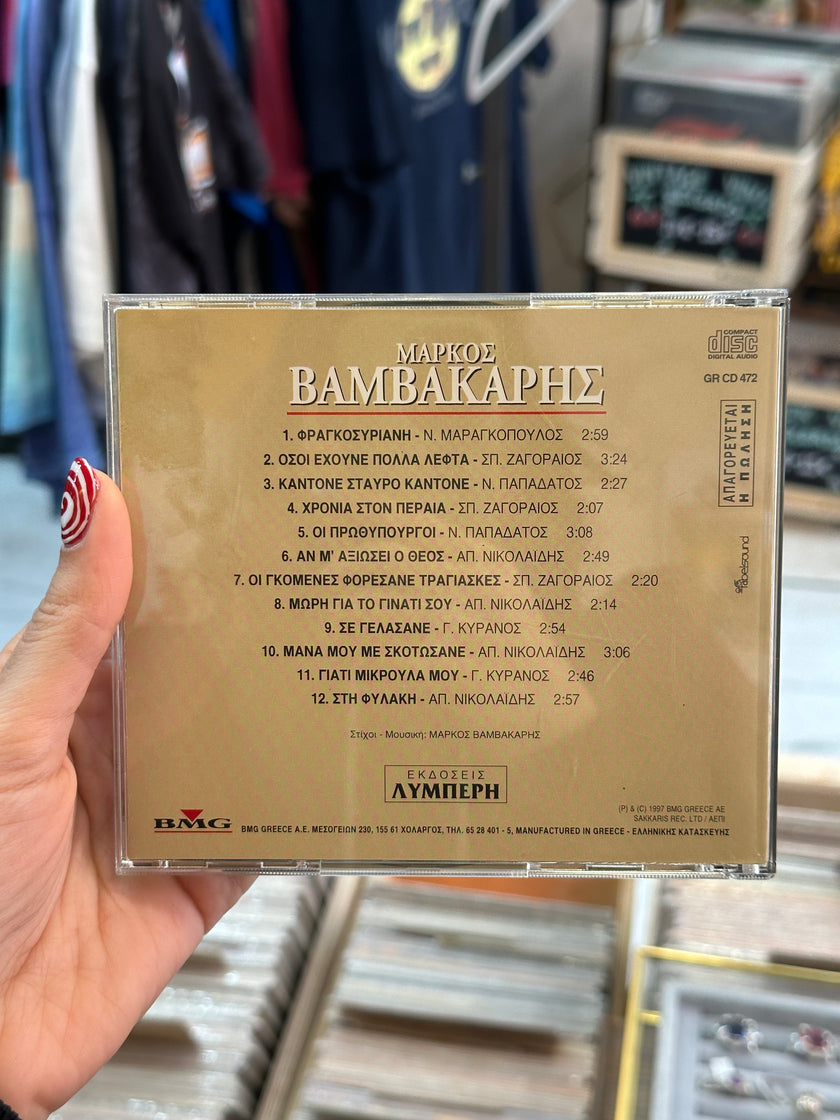 ΜΑΡΚΟΣ
ΒΑΜΒΑΚΑΡΗΣ
COMPACT
disc
DIGITAL AUDIO
GR CD 472
ΑΠΑΓΟΡΕΥΕΤΑΙ
Η ΠΩΛΗΣΗ
1. ΦΡΑΓΚΟΣΥΡΙΑΝΗ - Ν. ΜΑΡΑΓΚΟΠΟΥΛΟΣ 2:59
2. ΟΣΟΙ ΕΧΟΥΝΕ ΠΟΛΛΑ ΛΕΦΤΑ - ΣΠ. ΖΑΓΟΡΑΙΟΣ 3:24
3. ΚΑΝΤΟΝΕ ΣΤΑΥΡΟ ΚΑΝΤΟΝΕ - Ν. ΠΑΠΑΔΑΤΟΣ 2:27
4. ΧΡΟΝΙΑ ΣΤΟΝ ΠΕΡΑΙΑ - ΣΠ. ΖΑΓΟΡΑΙΟΣ 2:07
5. ΟΙ ΠΡΩΘΥΠΟΥΡΓΟΙ - Ν. ΠΑΠΑΔΑΤΟΣ 3:08
6. ΑΝ Μ' ΑΞΙΩΣΕΙ Ο ΘΕΟΣ - ΑΠ. ΝΙΚΟΛΑΪΔΗΣ 2:49
7. ΟΙ ΓΚΟΜΕΝΕΣ ΦΟΡΕΣΑΝΕ ΤΡΑΓΙΑΣΚΕΣ - ΣΠ. ΖΑΓΟΡΑΙΟΣ 2:20
8. ΜΩΡΗ ΓΙΑ ΤΟ ΓΙΝΑΤΙ ΣΟΥ - ΑΠ. ΝΙΚΟΛΑΪΔΗΣ 2:14
9. ΣΕ ΓΕΛΑΣΑΝΕ - Γ. ΚΥΡΑΝΟΣ 2:54
10. ΜΑΝΑ ΜΟΥ ΜΕ ΣΚΟΤΩΣΑΝΕ - ΑΠ. ΝΙΚΟΛΑΪΔΗΣ 3:06
11. ΓΙΑΤΙ ΜΙΚΡΟΥΛΑ ΜΟΥ - Γ. ΚΥΡΑΝΟΣ 2:46
12. ΣΤΗ ΦΥΛΑΚΗ - ΑΠ. ΝΙΚΟΛΑΪΔΗΣ 2:57
Στίχοι - Μουσική: ΜΑΡΚΟΣ ΒΑΜΒΑΚΑΡΗΣ
ΕΚΔΟΣΕΙΣ
ΛΥΜΠΕΡΗ
(P) & (C) 1997 BMG GREECE AE
SAKKARIS REC. LTD / ΑΕΠΙ
BMG
BMG GREECE Α.Ε. ΜΕΣΟΓΕΙΩΝ 230, 155 61 ΧΟΛΑΡΓΟΣ, ΤΗΛ. 65 28 401 - 5, MANUFACTURED IN GREECE - ΕΛΛΗΝΙΚΗΣ ΚΑΤΑΣΚΕΥΗΣ